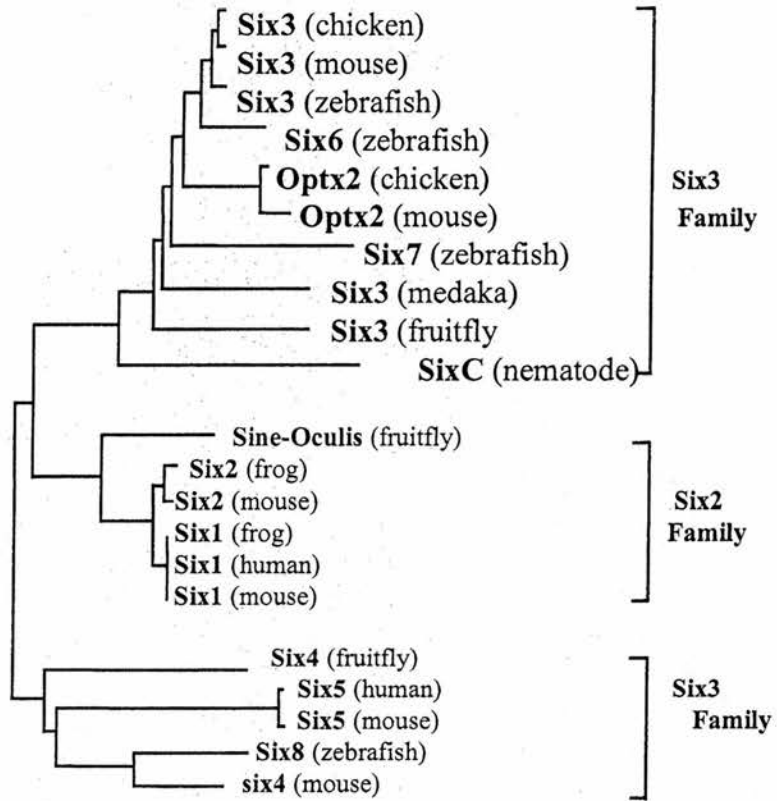 Six3 (chicken)
Six3 (mouse)
Six3 (zebrafish)
Six6 (zebrafish)
Optx2 (chicken)
Optx2 (mouse)
Six7 (zebrafish)
Six3 (medaka)
Six3 (fruitfly
SixC (nematode)
Six3
Family
Sine-Oculis (fruitfly)
Six2 (frog)
Six2 (mouse)
Six1 (frog)
Six1 (human)
Six1 (mouse)
Six2
Family
Six4 (fruitfly)
Six5 (human)
Six5 (mouse)
Six8 (zebrafish)
six4 (mouse)
Six3
Family